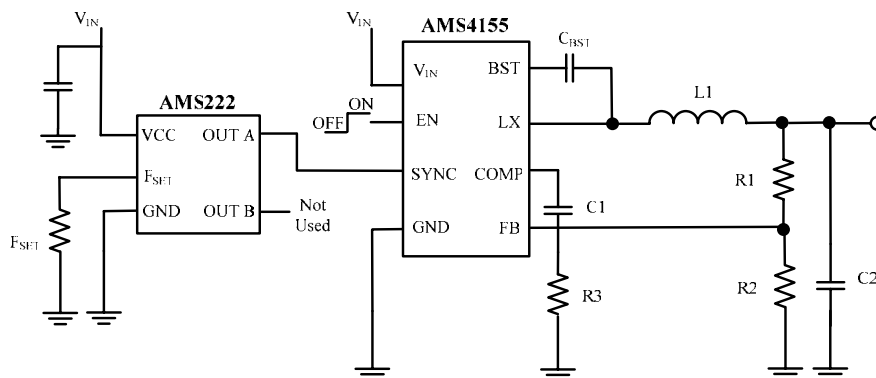 VIN
AMS222
VCC
OUT A
FSET
GND
OUT B
Not
Used
FSET
VIN
AMS4155
CBST
VIN
BST
ON
OFF
EN
LX
L1
SYNC
COMP
R1
C1
GND
FB
R3
R2
C2